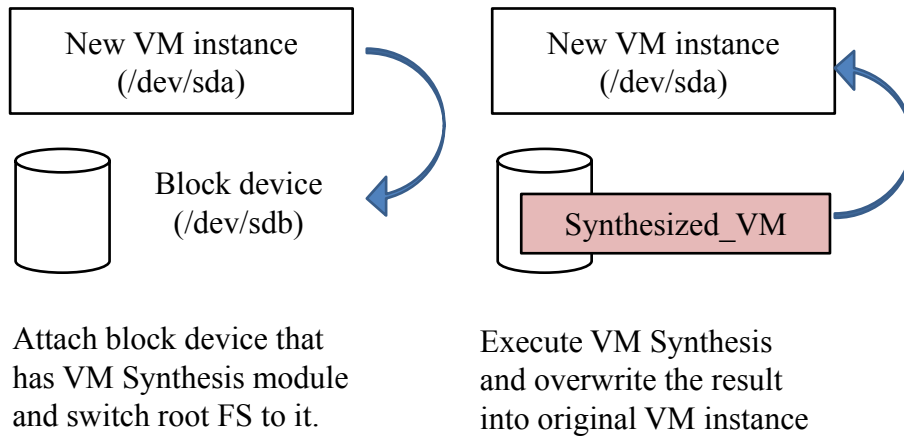 New VM instance
(/dev/sda)
Block device
(/dev/sdb)
Attach block device that
has VM Synthesis module
and switch root FS to it.
New VM instance
(/dev/sda)
Synthesized_VM
Execute VM Synthesis
and overwrite the result
into original VM instance